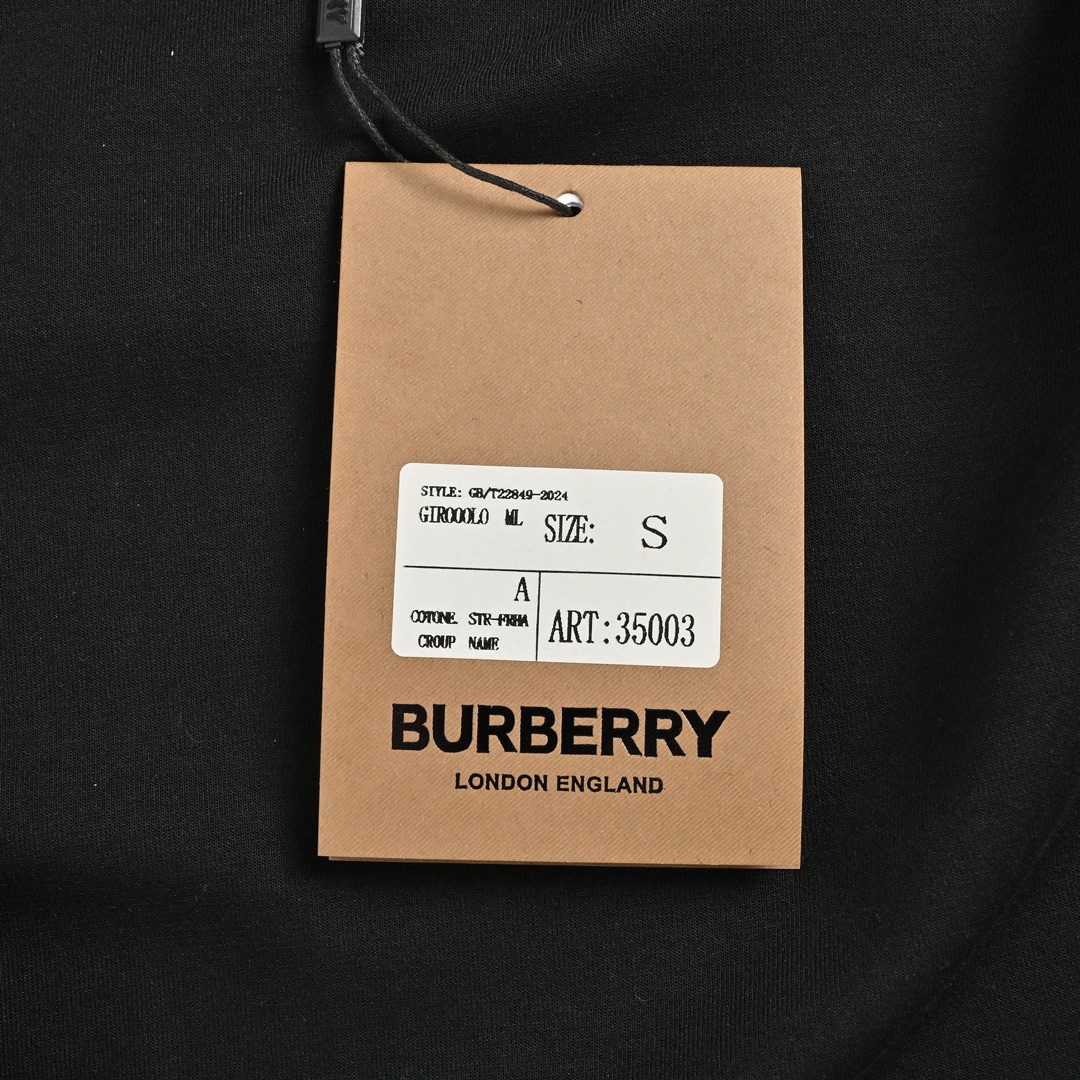 STYLE: GB/T22849-2024
GIROOOLO ML
SIZE: S
A
COTONE. STR-FRHA
CROUP NAME
ART:35003
BURBERRY
LONDON ENGLAND